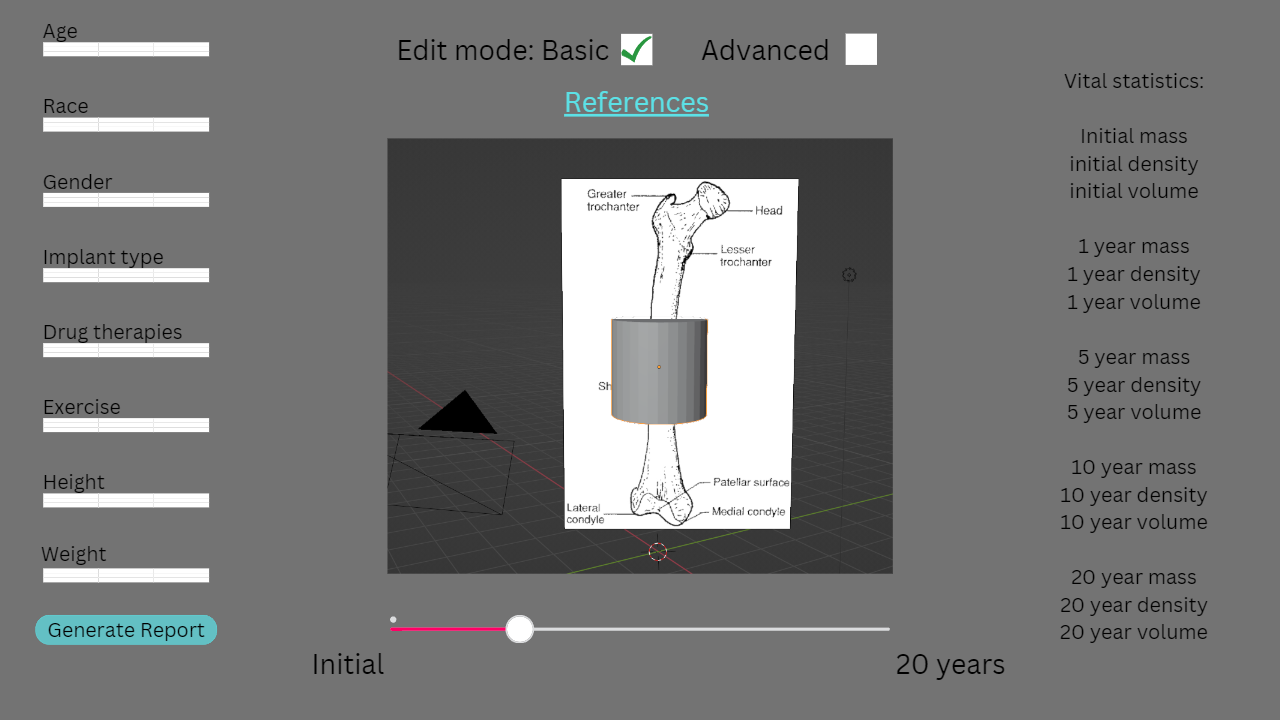 Age
Race
Gender
Implant type
Drug therapies
Exercise
Height
Weight
Generate Report
Edit mode: Basic
Advanced
References
Greater
trochanter
Head
Lesser
trochanter
Sh
Patellar surface
Lateral
condyle
Medial condyle
Initial
20 years
Vital statistics:
Initial mass
initial density
initial volume
1 year mass
1 year density
1 year volume
5 year mass
5 year density
5 year volume
10 year mass
10 year density
10 year volume
20 year mass
20 year density
20 year volume